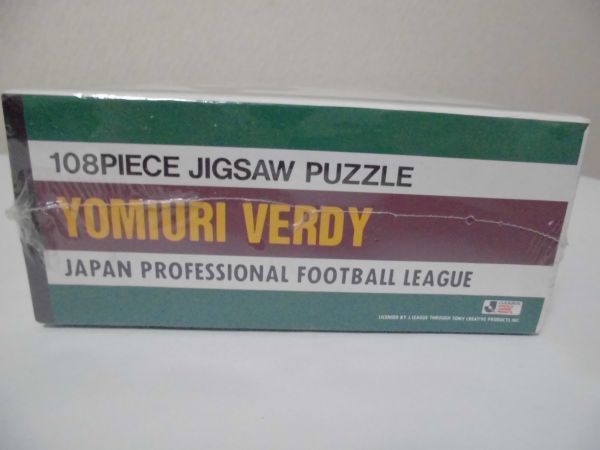 108PIECE JIGSAW PUZZLE
YOMIURI VERDY
JAPAN PROFESSIONAL FOOTBALL LEAGUE
J
LICENSED BY J.LEAGUE THROUGH SONY CREATIVE PRODUCTS INC.